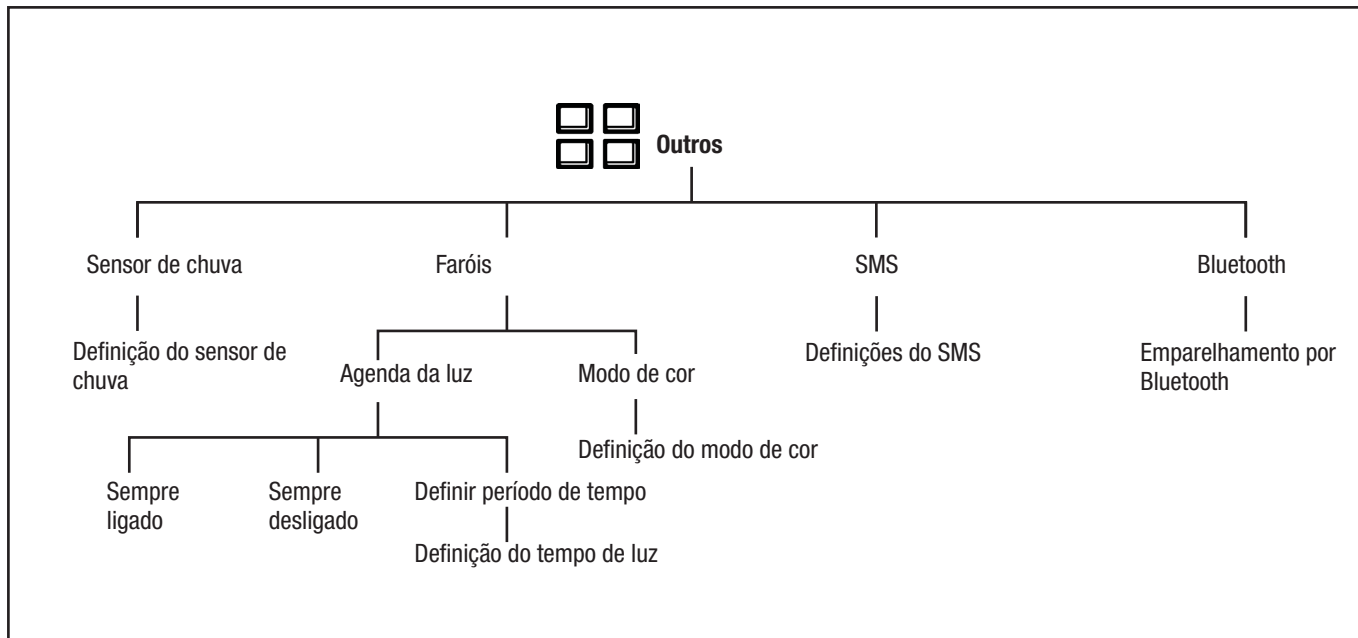 Outros
Sensor de chuva
Faróis
SMS
Bluetooth
Definição do sensor de
chuva
Agenda da luz
Modo de cor
Definições do SMS
Emparelhamento por
Bluetooth
Definição do modo de cor
Sempre
ligado
Sempre
desligado
Definir período de tempo
Definição do tempo de luz